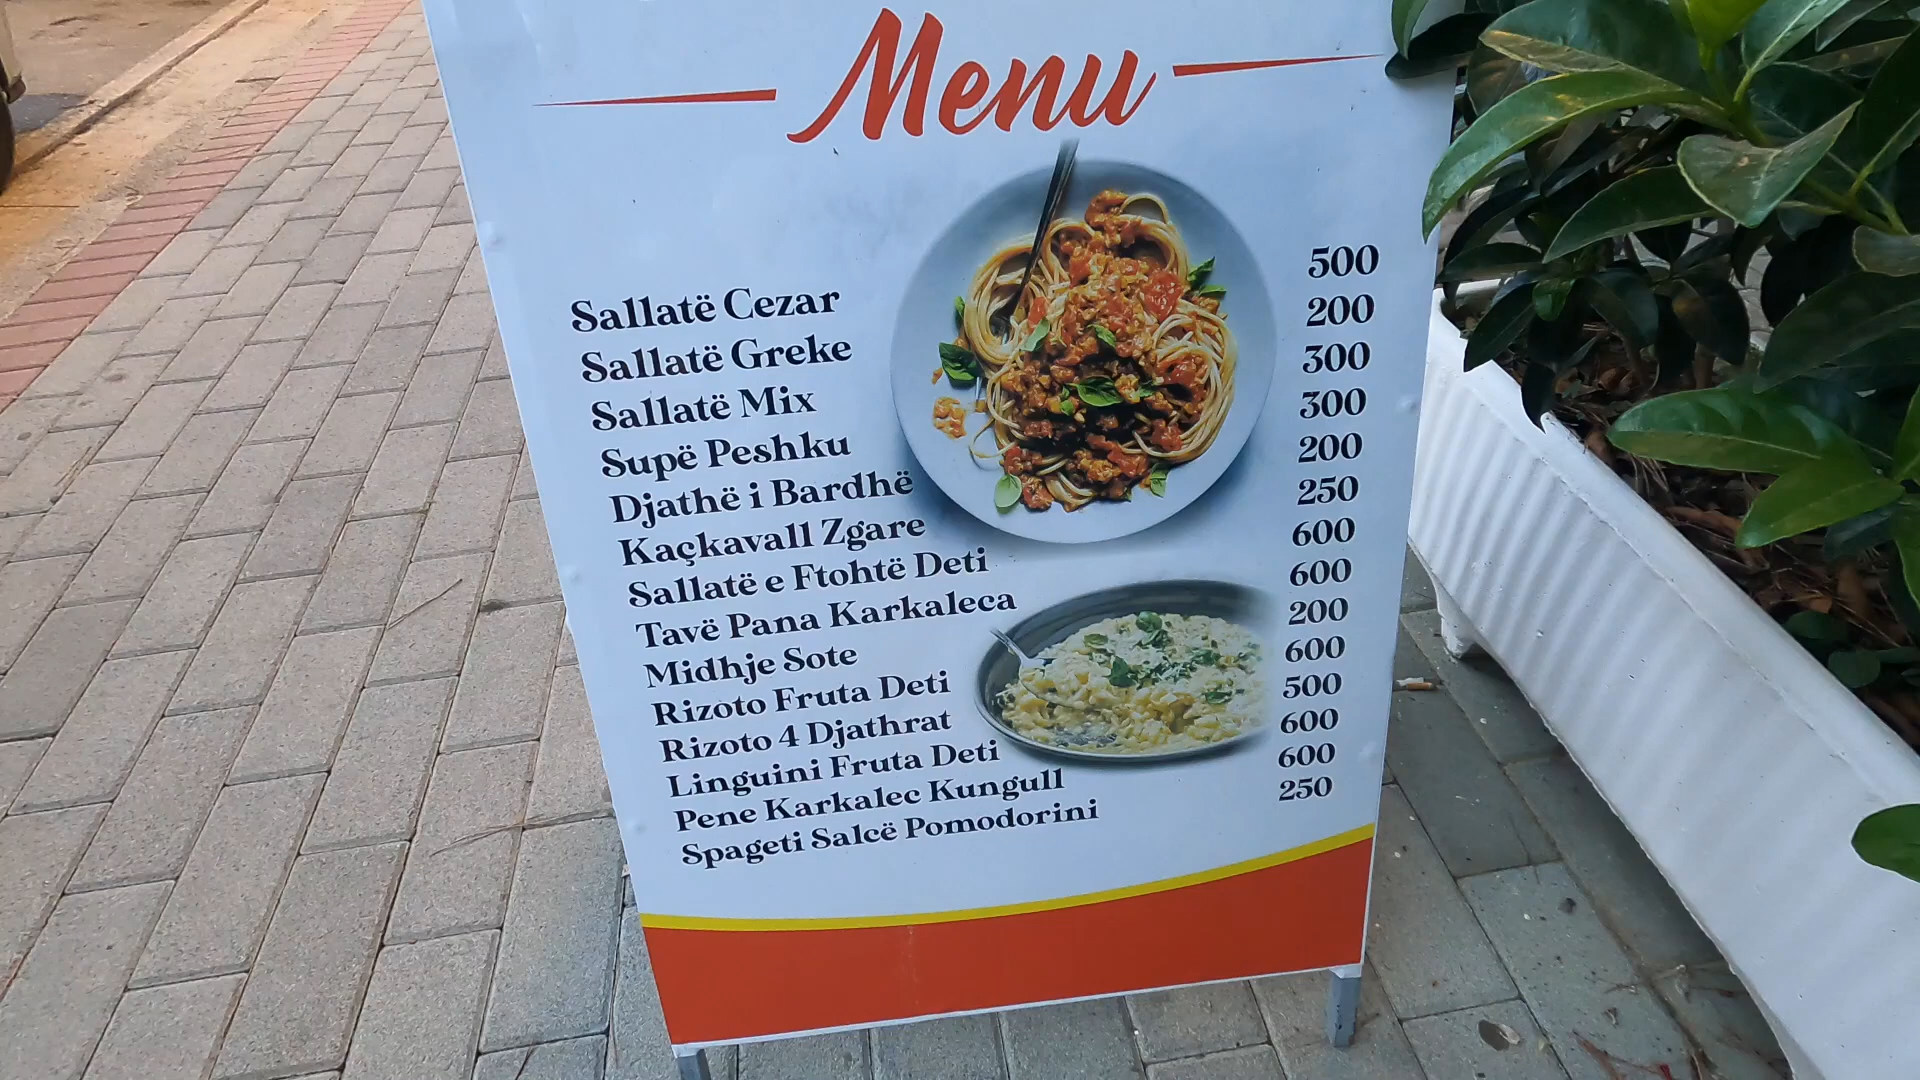 Menu
Sallatë Cezar 500
Sallatë Greke 200
Sallatë Mix 300
Supë Peshku 300
Djathë i Bardhë 200
Kaçkavall Zgare 250
Sallatë e Ftohtë Deti 600
Tavë Pana Karkaleca 600
Midhje Sote 200
Rizoto Fruta Deti 600
Rizoto 4 Djathrat 500
Linguini Fruta Deti 600
Pene Karkalec Kungull 600
Spageti Salcë Pomodorini 250